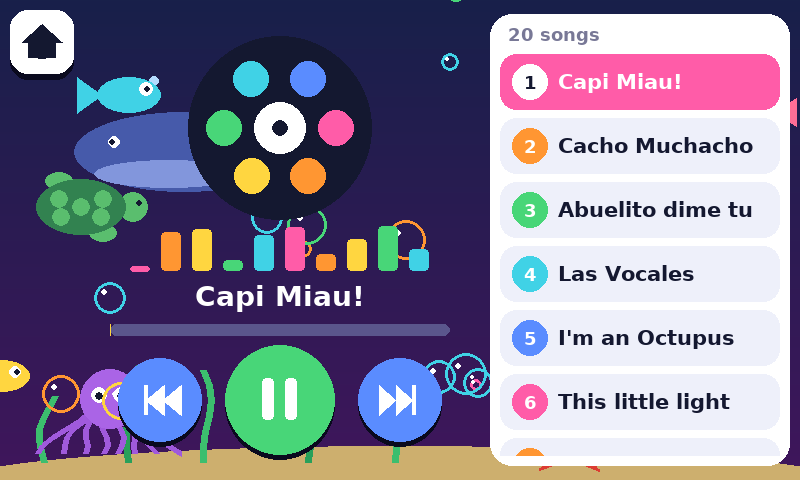 20 songs
1 Capi Miau!
2 Cacho Muchacho
3 Abuelito dime tu
4 Las Vocales
5 I'm an Octupus
6 This little light
Capi Miau!